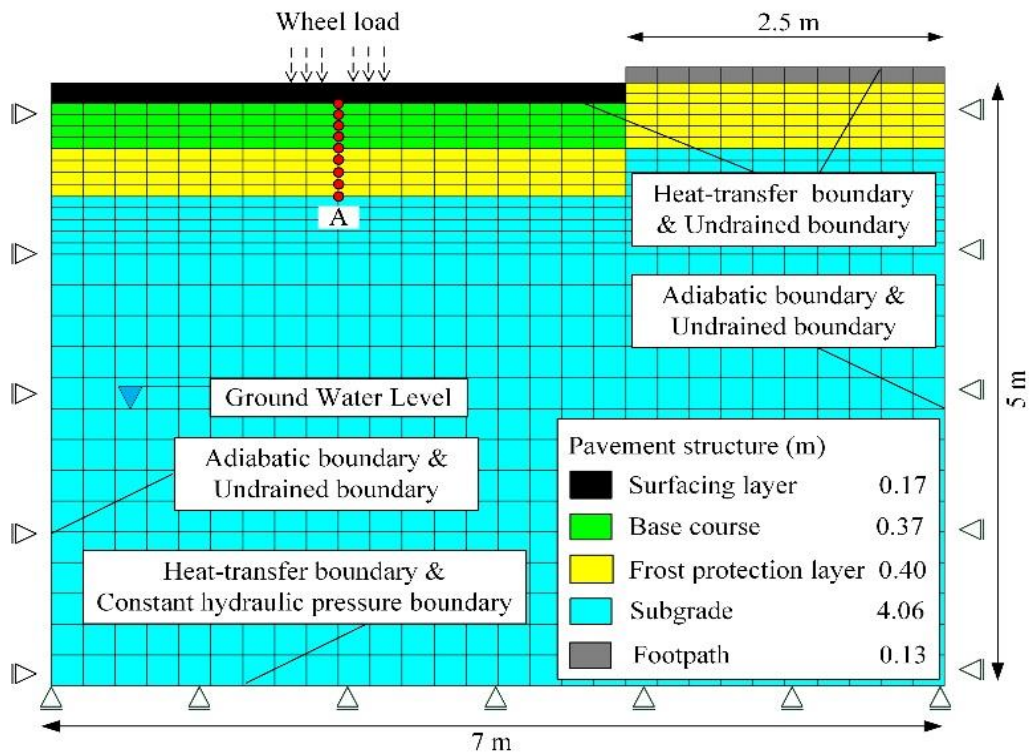 Wheel load
2.5 m
A
Heat-transfer boundary
& Undrained boundary
Adiabatic boundary &
Undrained boundary
5 m
Ground Water Level
Adiabatic boundary &
Undrained boundary
Heat-transfer boundary &
Constant hydraulic pressure boundary
Pavement structure (m)
Surfacing layer 0.17
Base course 0.37
Frost protection layer 0.40
Subgrade 4.06
Footpath 0.13
7 m